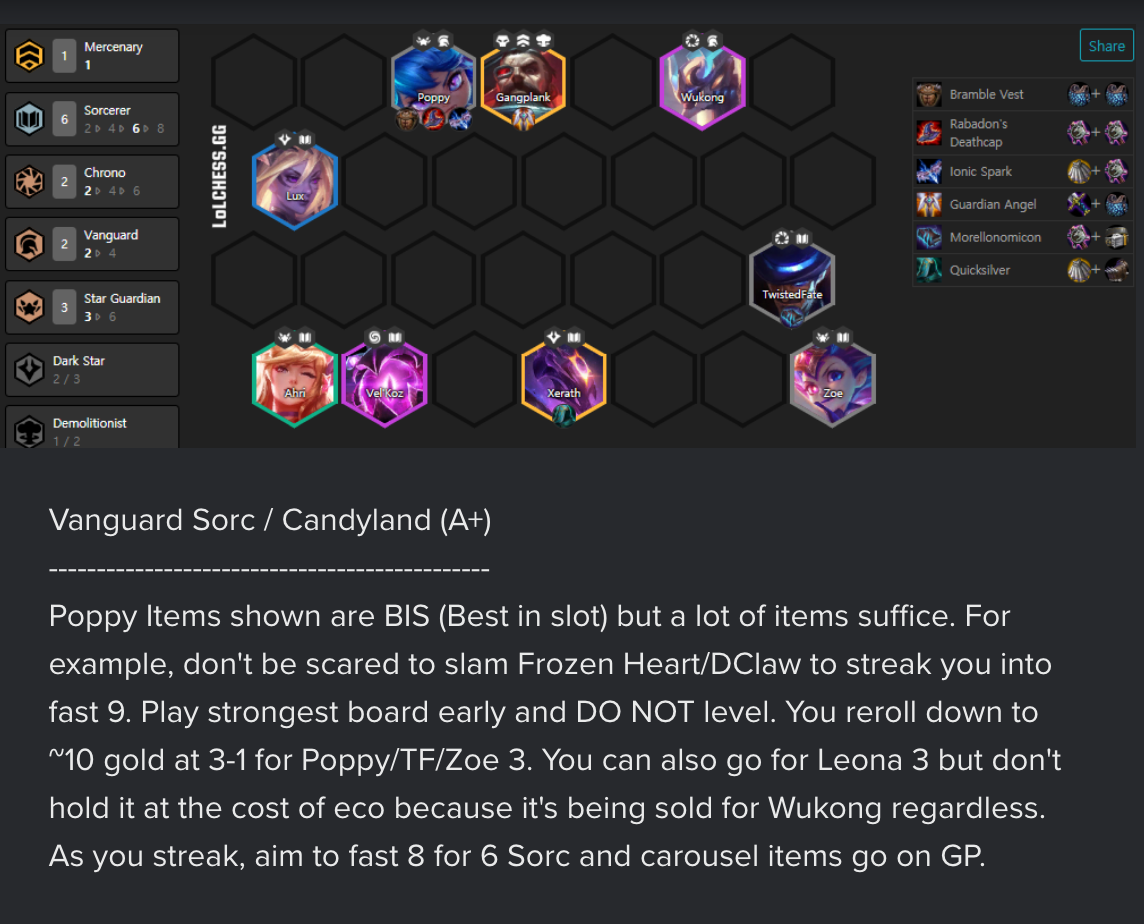 1
Mercenary
1
6
Sorcerer
2 4 6 8
2
Chrono
2 4 6
2
Vanguard
2 4
3
Star Guardian
3 6
Dark Star
2 / 3
Demolitionist
1 / 2
LoLCHESS.GG
Poppy
Gangplank
Wukong
Lux
TwistedFate
Ahri
Vel'Koz
Xerath
Zoe
Share
Bramble Vest
+
Rabadon's
Deathcap
+
Ionic Spark
+
Guardian Angel
+
Morellonomicon
+
Quicksilver
+
Vanguard Sorc / Candyland (A+)
----------------------------------------------
Poppy Items shown are BIS (Best in slot) but a lot of items suffice. For
example, don't be scared to slam Frozen Heart/DClaw to streak you into
fast 9. Play strongest board early and DO NOT level. You reroll down to
~10 gold at 3-1 for Poppy/TF/Zoe 3. You can also go for Leona 3 but don't
hold it at the cost of eco because it's being sold for Wukong regardless.
As you streak, aim to fast 8 for 6 Sorc and carousel items go on GP.